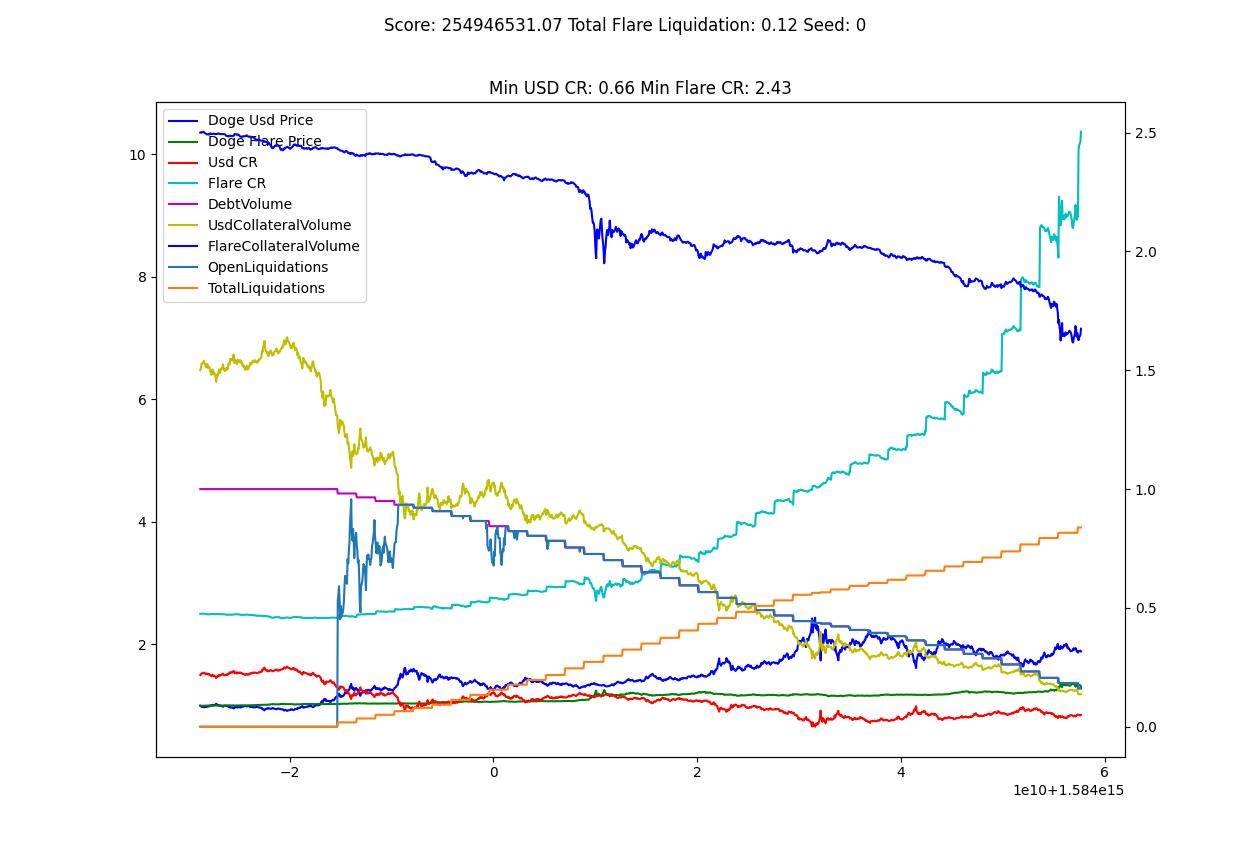 Score: 254946531.07 Total Flare Liquidation: 0.12 Seed: 0
Min USD CR: 0.66 Min Flare CR: 2.43
Doge Usd Price
Doge Flare Price
Usd CR
Flare CR
DebtVolume
UsdCollateralVolume
FlareCollateralVolume
OpenLiquidations
TotalLiquidations
10
8
6
4
2
2.5
2.0
1.5
1.0
0.5
0.0
−2
0
2
4
6
1e10+1.584e15